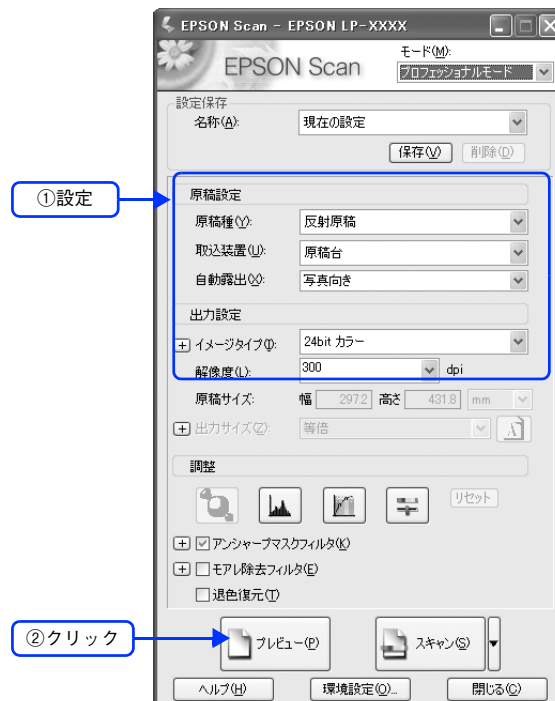 EPSON Scan - EPSON LP-XXXX
EPSON Scan
モード(M):
プロフェッショナルモード
設定保存
名称(A): 現在の設定
保存(V) 削除(D)
①設定
原稿設定
原稿種(Y): 反射原稿
取込装置(U): 原稿台
自動露出(X): 写真向き
出力設定
イメージタイプ(I): 24bit カラー
解像度(L): 300 dpi
原稿サイズ: 幅 297.2 高さ 431.8 mm
出力サイズ(Z): 等倍
調整
リセット
アンシャープマスクフィルタ(K)
モアレ除去フィルタ(E)
退色復元(T)
②クリック
プレビュー(P) スキャン(S)
ヘルプ(H) 環境設定(O)... 閉じる(C)